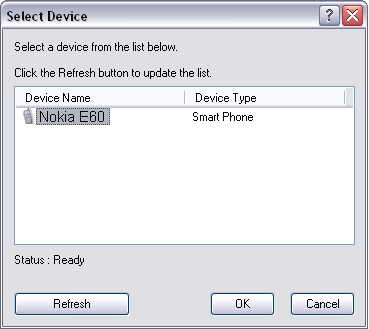 Select Device
Select a device from the list below.
Click the Refresh button to update the list.
Device Name Device Type
Nokia E60 Smart Phone
Status : Ready
Refresh OK Cancel